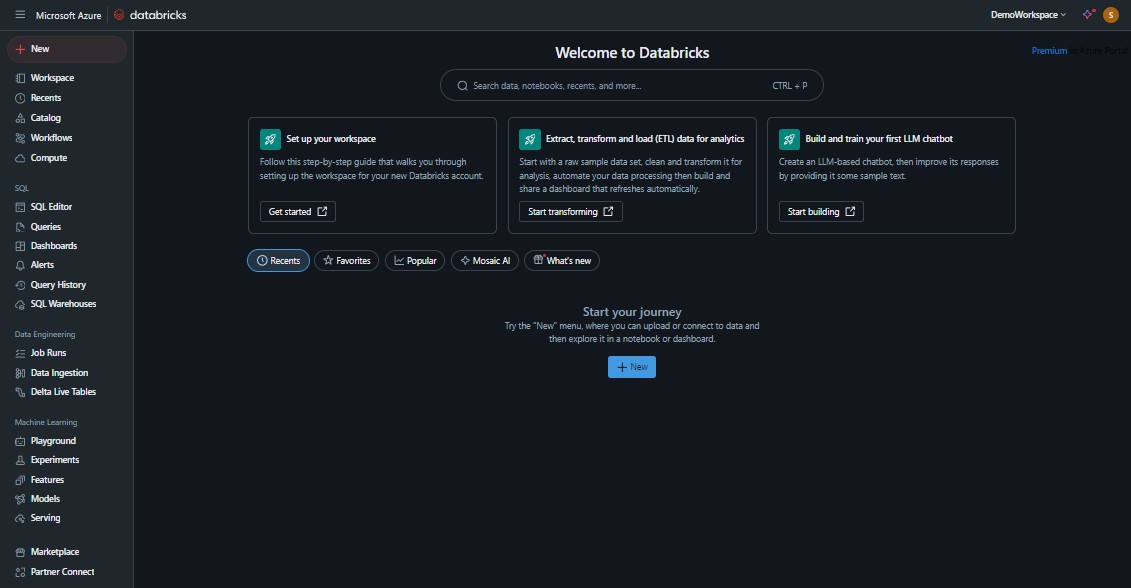 Microsoft Azure databricks
DemoWorkspace
S
New
Workspace
Recents
Catalog
Workflows
Compute
SQL
SQL Editor
Queries
Dashboards
Alerts
Query History
SQL Warehouses
Data Engineering
Job Runs
Data Ingestion
Delta Live Tables
Machine Learning
Playground
Experiments
Features
Models
Serving
Marketplace
Partner Connect
Welcome to Databricks
Premium in Azure Portal
Search data, notebooks, recents, and more... CTRL + P
Set up your workspace
Follow this step-by-step guide that walks you through
setting up the workspace for your new Databricks account.
Get started
Extract, transform and load (ETL) data for analytics
Start with a raw sample data set, clean and transform it for
analysis, automate your data processing then build and
share a dashboard that refreshes automatically.
Start transforming
Build and train your first LLM chatbot
Create an LLM-based chatbot, then improve its responses
by providing it some sample text.
Start building
Recents Favorites Popular Mosaic AI What's new
Start your journey
Try the "New" menu, where you can upload or connect to data and
then explore it in a notebook or dashboard.
New